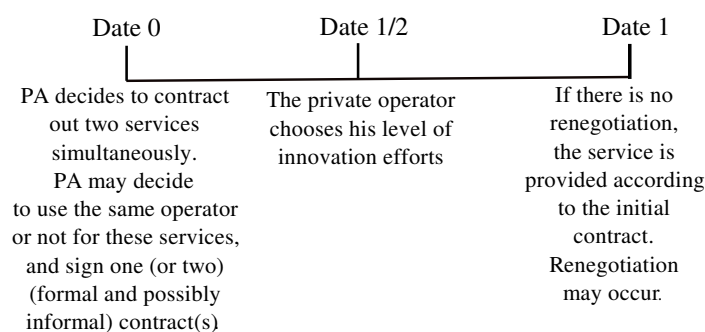 Date 0
Date 1/2
Date 1
PA decides to contract
out two services
simultaneously.
PA may decide
to use the same operator
or not for these services,
and sign one (or two)
(formal and possibly
informal) contract(s).
The private operator
chooses his level of
innovation efforts
If there is no
renegotiation,
the service is
provided according
to the initial
contract.
Renegotiation
may occur.